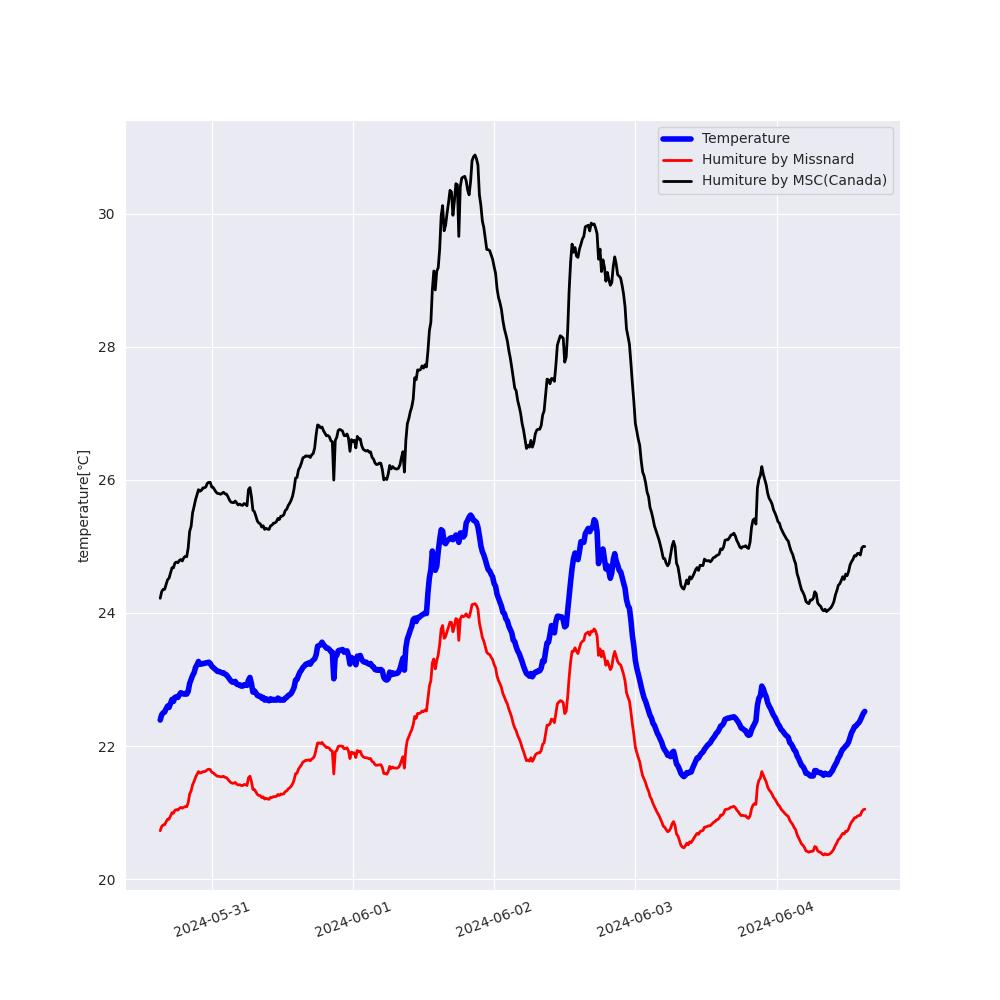 Temperature
Humiture by Missnard
Humiture by MSC(Canada)
temperature[℃]
30
28
26
24
22
20
2024-05-31
2024-06-01
2024-06-02
2024-06-03
2024-06-04